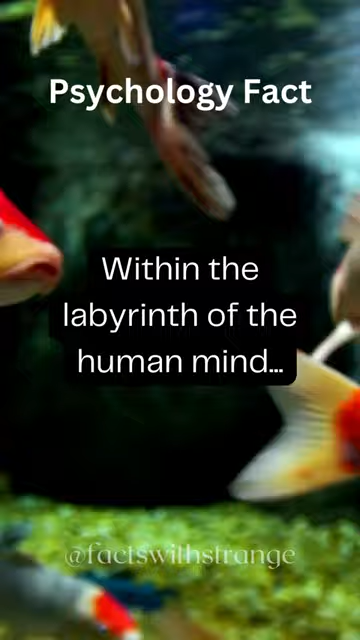 Psychology Fact
Within the
labyrinth of the
human mind...
@factswithstrange